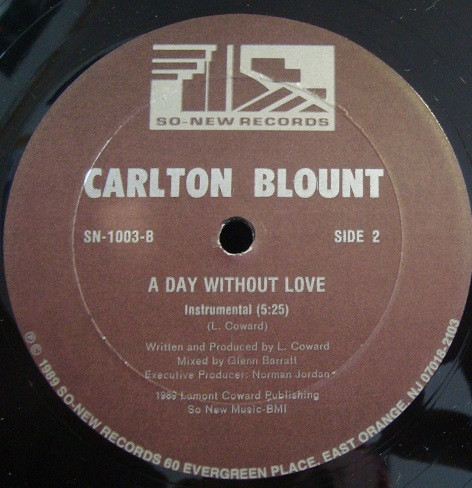 SO-NEW RECORDS
CARLTON BLOUNT
SN-1003-B
SIDE 2
A DAY WITHOUT LOVE
Instrumental (5:25)
(L. Coward)
Written and Produced by L. Coward
Mixed by Glenn Barratt
Executive Producer: Norman Jordan
1989 Lamont Coward Publishing
So New Music-BMI
℗ © 1989 SO-NEW RECORDS 60 EVERGREEN PLACE, EAST ORANGE, NJ 07018-2103